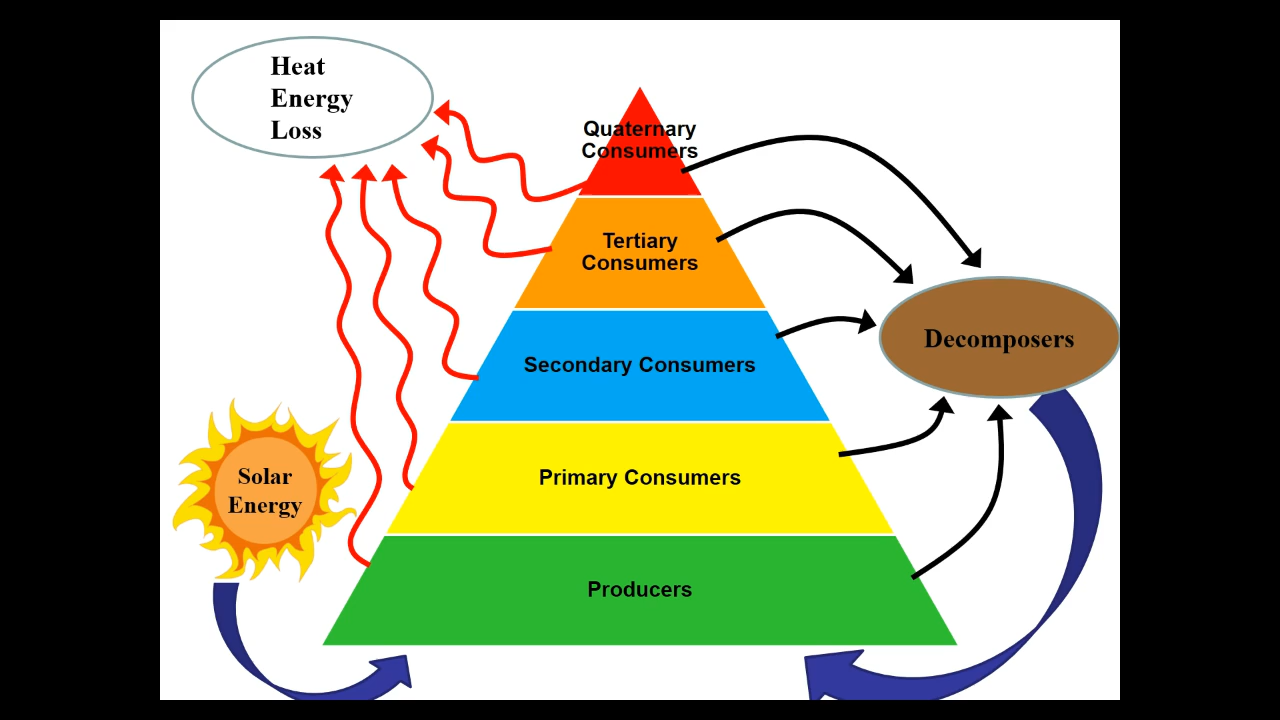 Heat
Energy
Loss
Quaternary
Consumers
Tertiary
Consumers
Decomposers
Secondary Consumers
Solar
Energy
Primary Consumers
Producers